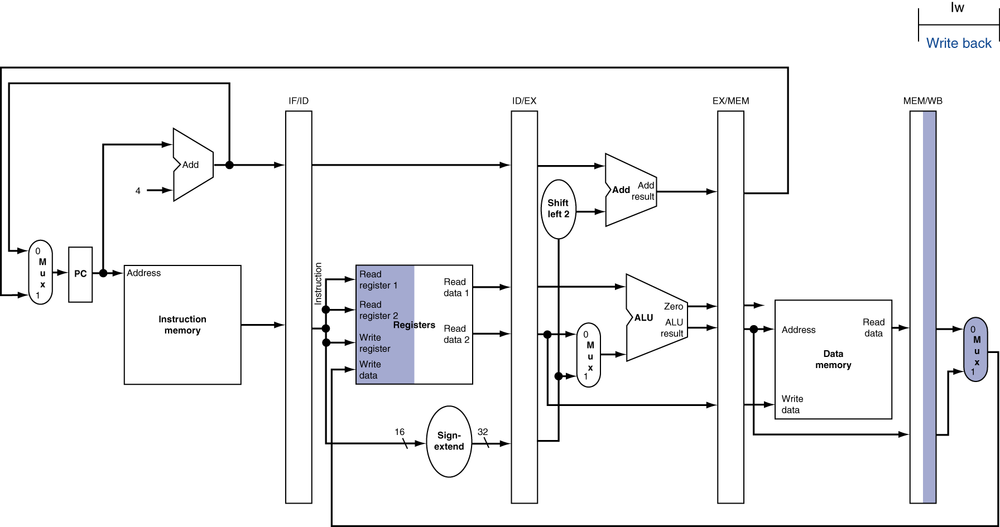 lw
Write back
IF/ID
ID/EX
EX/MEM
MEM/WB
Add
4
Add
Add
result
Shift
left 2
0
M
u
x
1
PC
Address
Instruction
memory
Instruction
Read
register 1
Read
register 2
Write
register
Write
data
Registers
Read
data 1
Read
data 2
16
Sign-
extend
32
0
M
u
x
1
ALU
Zero
ALU
result
Address
Read
data
Data
memory
Write
data
0
M
u
x
1